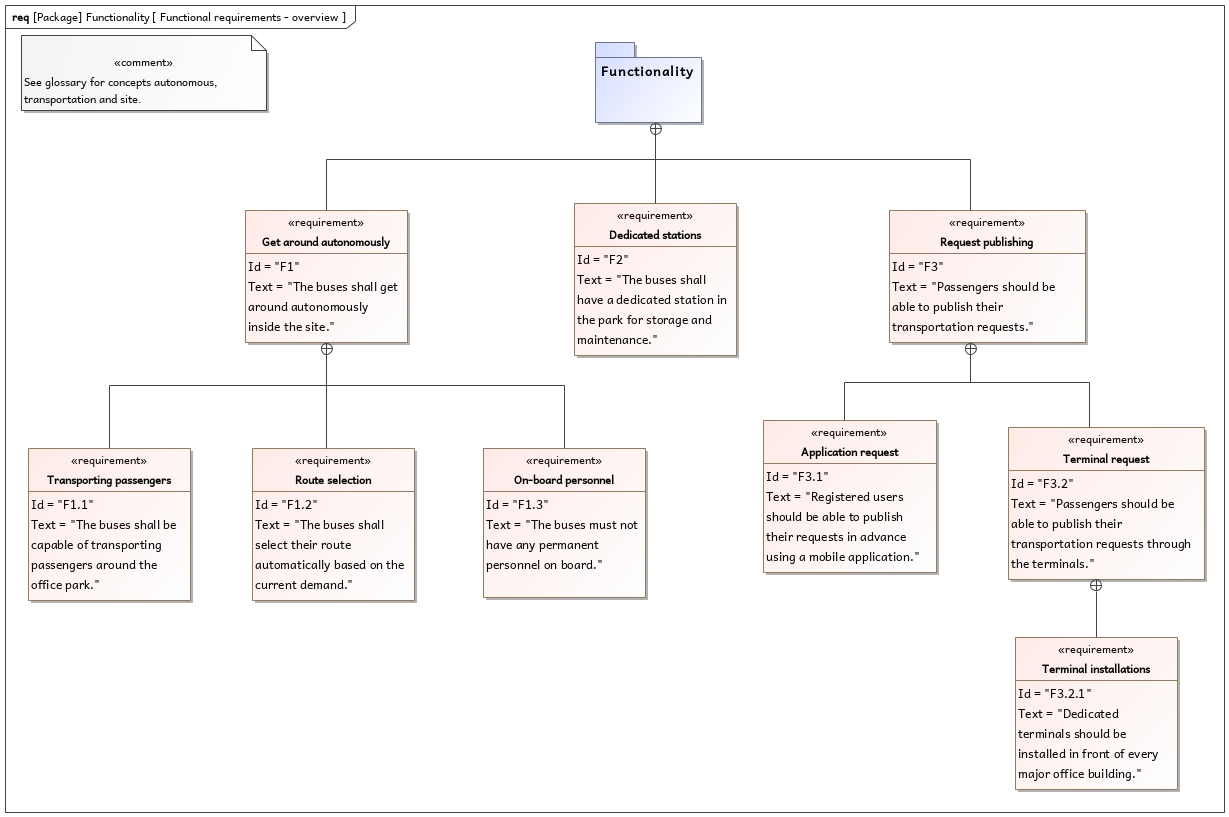 req [Package] Functionality [ Functional requirements - overview ]
«comment»
See glossary for concepts autonomous,
transportation and site.
Functionality
«requirement»
Get around autonomously
Id = "F1"
Text = "The buses shall get
around autonomously
inside the site."
«requirement»
Dedicated stations
Id = "F2"
Text = "The buses shall
have a dedicated station in
the park for storage and
maintenance."
«requirement»
Request publishing
Id = "F3"
Text = "Passengers should be
able to publish their
transportation requests."
«requirement»
Transporting passengers
Id = "F1.1"
Text = "The buses shall be
capable of transporting
passengers around the
office park."
«requirement»
Route selection
Id = "F1.2"
Text = "The buses shall
select their route
automatically based on the
current demand."
«requirement»
On-board personnel
Id = "F1.3"
Text = "The buses must not
have any permanent
personnel on board."
«requirement»
Application request
Id = "F3.1"
Text = "Registered users
should be able to publish
their requests in advance
using a mobile application."
«requirement»
Terminal request
Id = "F3.2"
Text = "Passengers should be
able to publish their
transportation requests through
the terminals."
«requirement»
Terminal installations
Id = "F3.2.1"
Text = "Dedicated
terminals should be
installed in front of every
major office building."